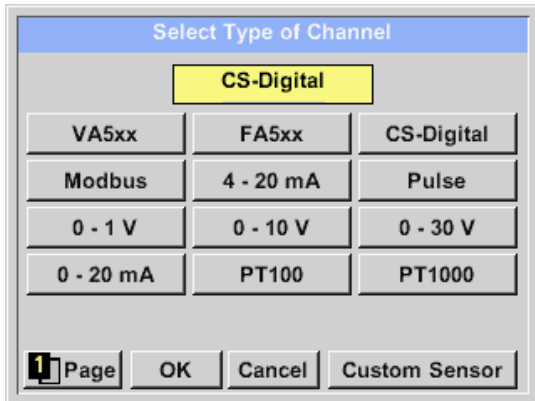 Select Type of Channel
CS-Digital
VA5xx FA5xx CS-Digital
Modbus 4 - 20 mA Pulse
0 - 1 V 0 - 10 V 0 - 30 V
0 - 20 mA PT100 PT1000
1 Page OK Cancel Custom Sensor